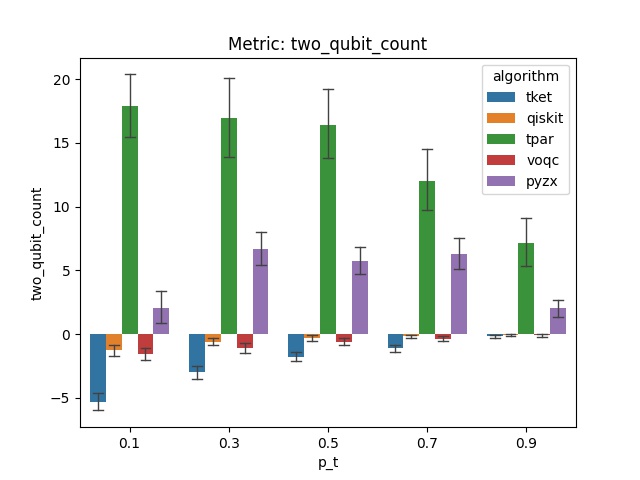 Metric: two_qubit_count
algorithm
tket
qiskit
tpar
voqc
pyzx
two_qubit_count
20
15
10
5
0
−5
0.1 0.3 0.5 0.7 0.9
p_t